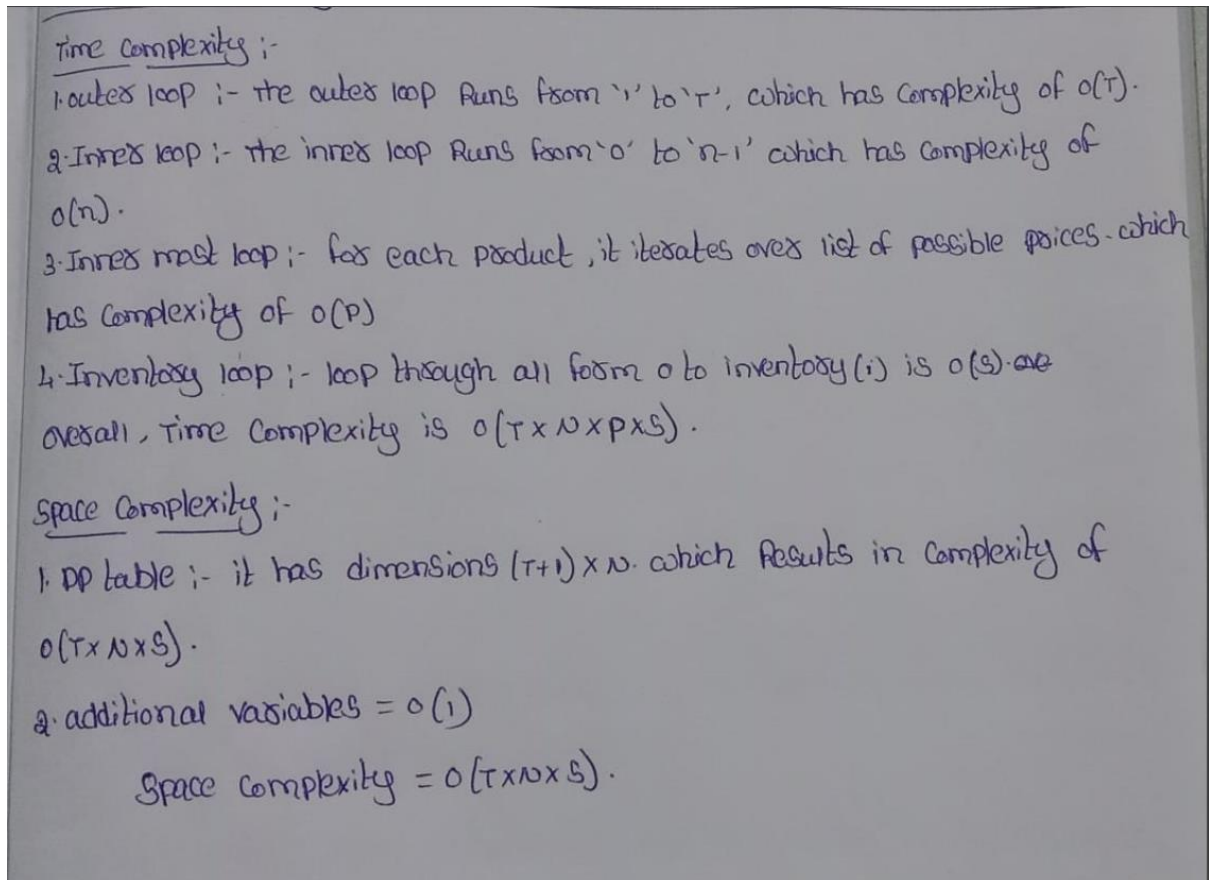 Time Complexity :-
1. outer loop :- The outer loop Runs from '1' to 'T', which has Complexity of O(T).
2. Inner loop :- The inner loop Runs from '0' to 'n-1' which has Complexity of
O(n).
3. Inner most loop :- for each product, it iterates over list of possible prices. which
has Complexity of O(P)
4. Inventory loop :- loop through all form 0 to inventory(i) is O(S).
overall, Time Complexity is O(T x N x P x S).
Space Complexity :-
1. DP table :- it has dimensions (T+1) x N. which Results in Complexity of
O(T x N x S).
2. additional variables = O(1)
Space Complexity = O(T x N x S).